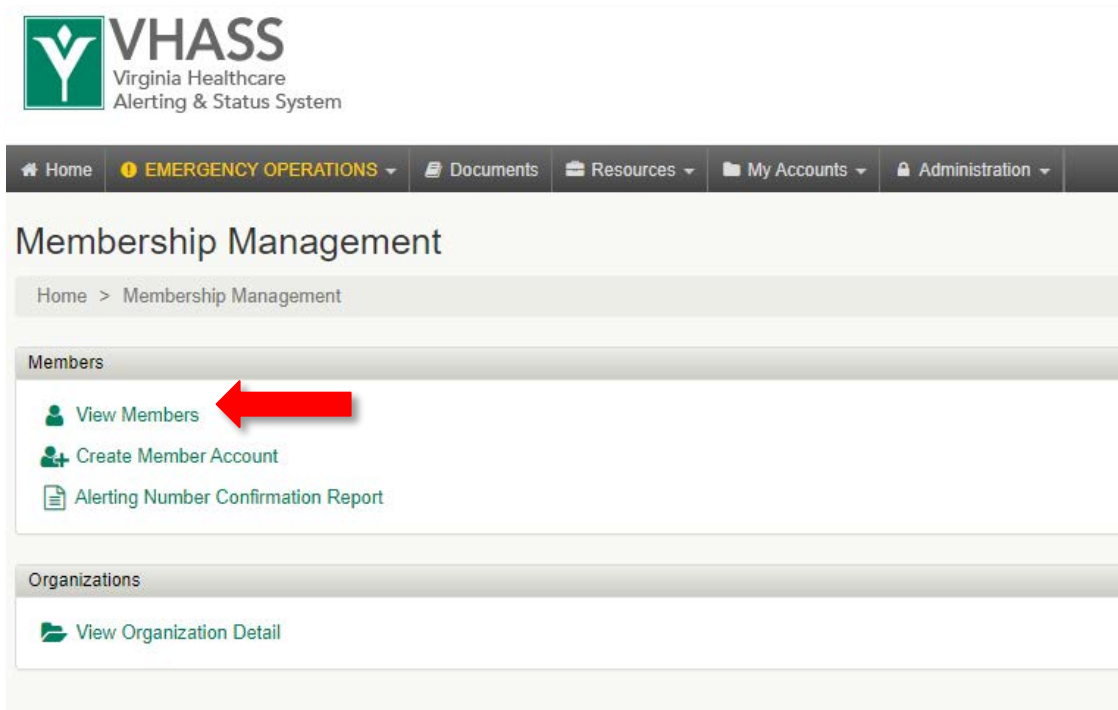 VHASS
Virginia Healthcare
Alerting & Status System
Home EMERGENCY OPERATIONS Documents Resources My Accounts Administration
Membership Management
Home > Membership Management
Members
View Members
Create Member Account
Alerting Number Confirmation Report
Organizations
View Organization Detail